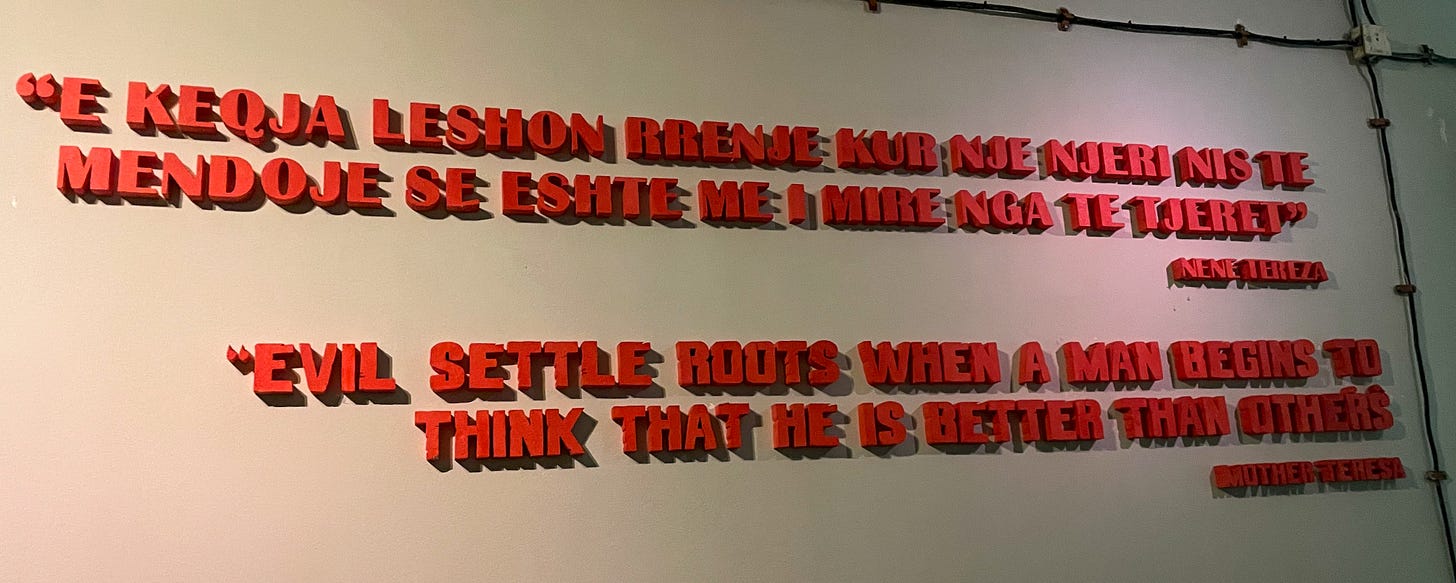 “E KEQJA LESHON RRENJE KUR NJE NJERI NIS TE
MENDOJE SE ESHTE ME I MIRE NGA TE TJERET”
NENE TEREZA
“EVIL SETTLE ROOTS WHEN A MAN BEGINS TO
THINK THAT HE IS BETTER THAN OTHERS
MOTHER TERESA